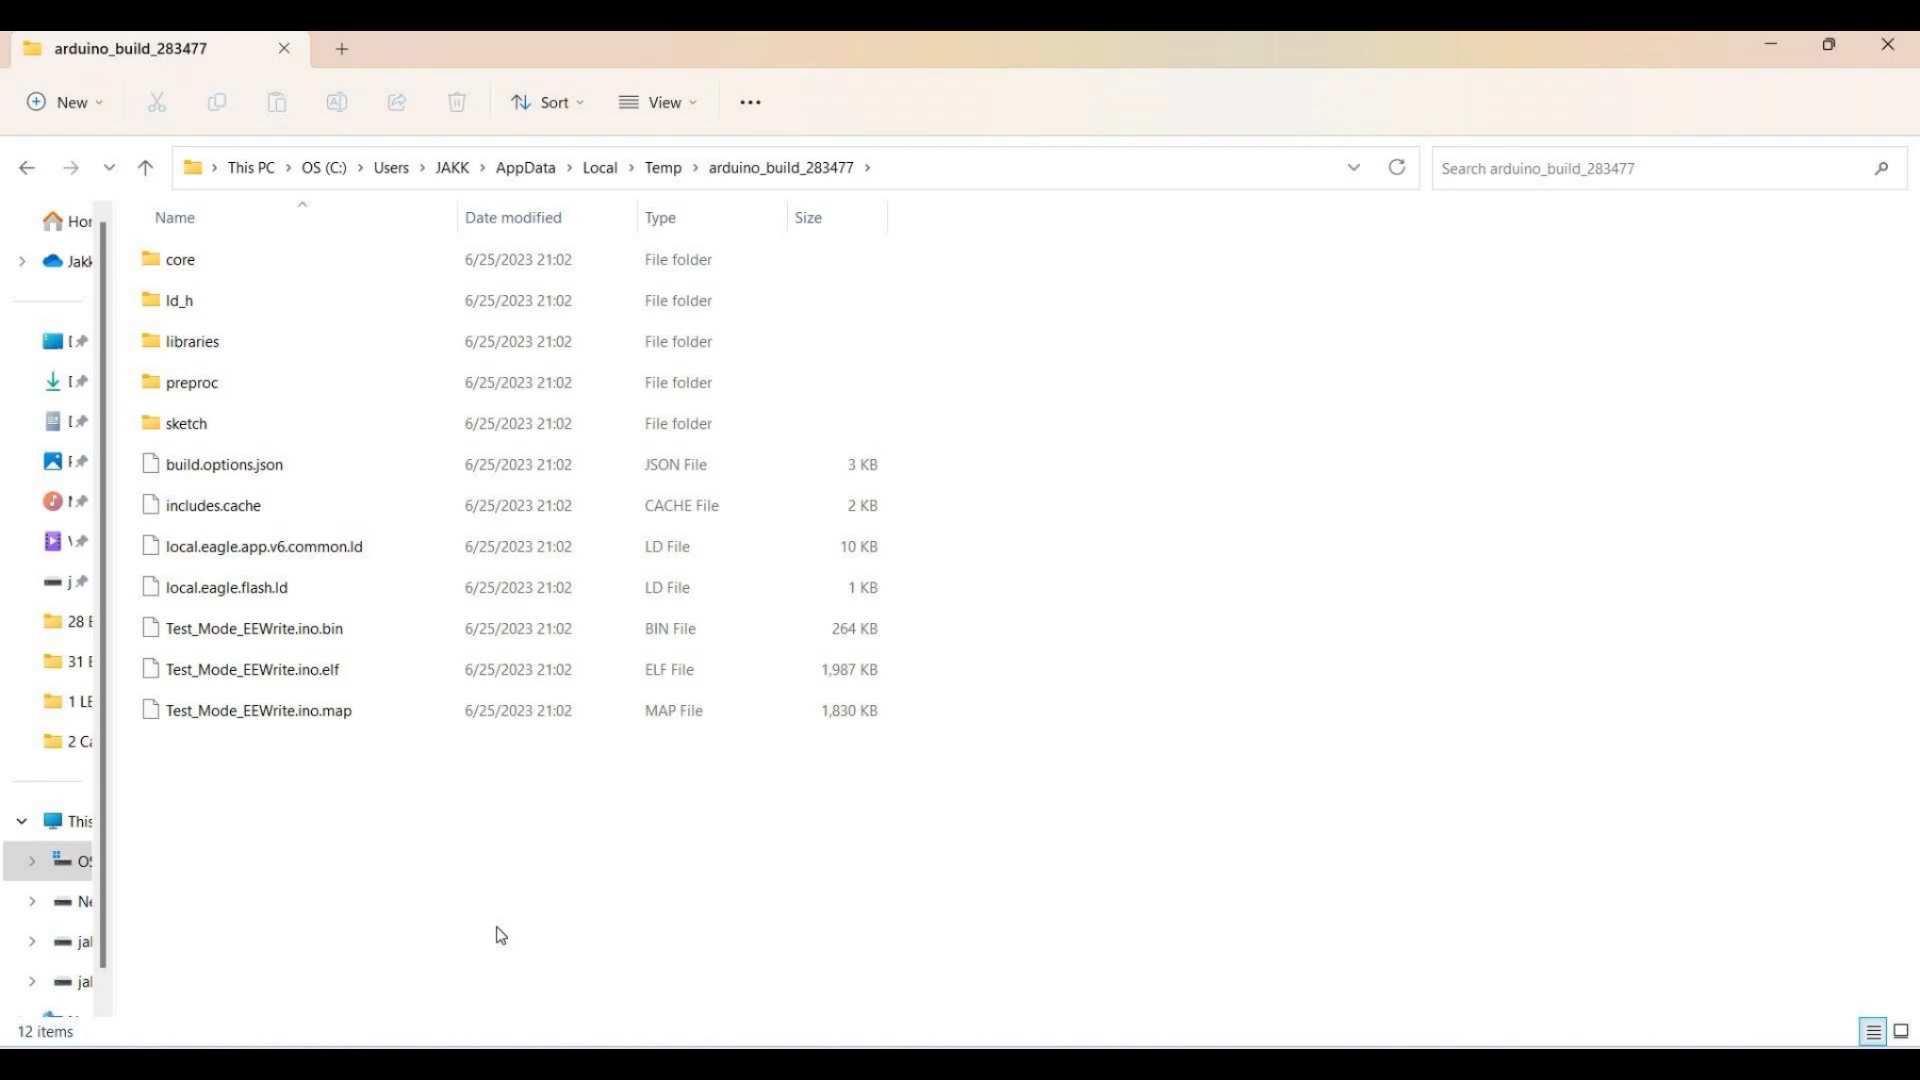 arduino_build_283477
New
Sort
View
This PC > OS (C:) > Users > JAKK > AppData > Local > Temp > arduino_build_283477 >
Search arduino_build_283477
Name Date modified Type Size
core 6/25/2023 21:02 File folder
ld_h 6/25/2023 21:02 File folder
libraries 6/25/2023 21:02 File folder
preproc 6/25/2023 21:02 File folder
sketch 6/25/2023 21:02 File folder
build.options.json 6/25/2023 21:02 JSON File 3 KB
includes.cache 6/25/2023 21:02 CACHE File 2 KB
local.eagle.app.v6.common.ld 6/25/2023 21:02 LD File 10 KB
local.eagle.flash.ld 6/25/2023 21:02 LD File 1 KB
Test_Mode_EEWrite.ino.bin 6/25/2023 21:02 BIN File 264 KB
Test_Mode_EEWrite.ino.elf 6/25/2023 21:02 ELF File 1,987 KB
Test_Mode_EEWrite.ino.map 6/25/2023 21:02 MAP File 1,830 KB
28
31
1
2
This
12 items